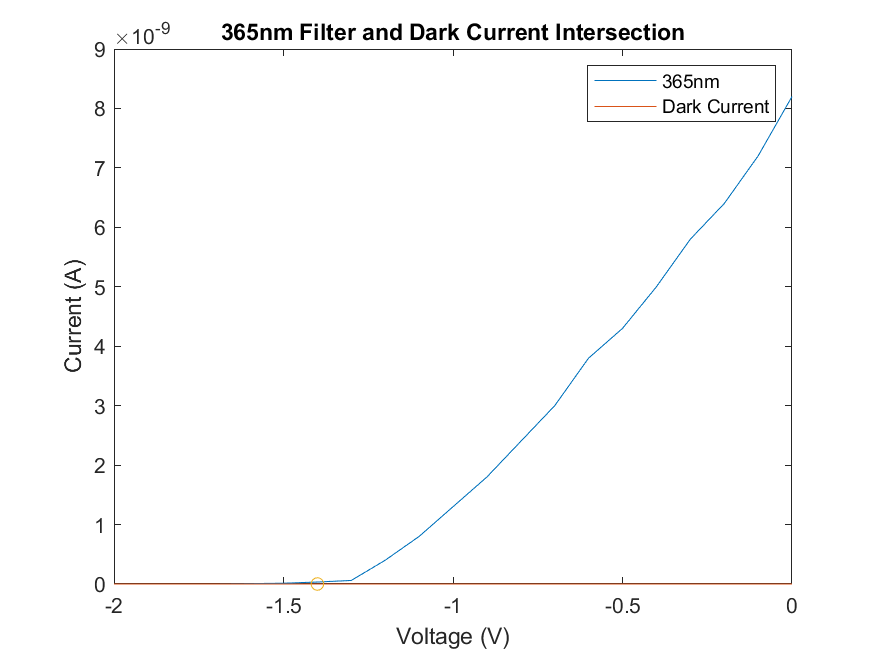 365nm Filter and Dark Current Intersection
×10⁻⁹
9
8
7
6
5
4
3
2
1
0
Current (A)
365nm
Dark Current
-2 -1.5 -1 -0.5 0
Voltage (V)